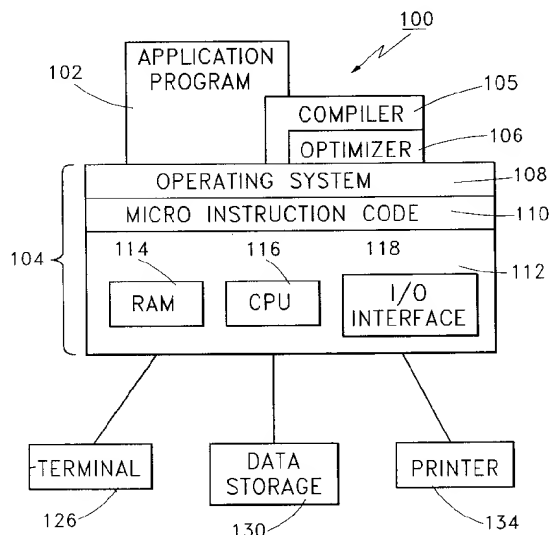 100
APPLICATION
PROGRAM
102
105
COMPILER
106
OPTIMIZER
OPERATING SYSTEM
108
MICRO INSTRUCTION CODE
110
104
114
116
118
112
RAM
CPU
I/O
INTERFACE
TERMINAL
DATA
STORAGE
PRINTER
126
130
134